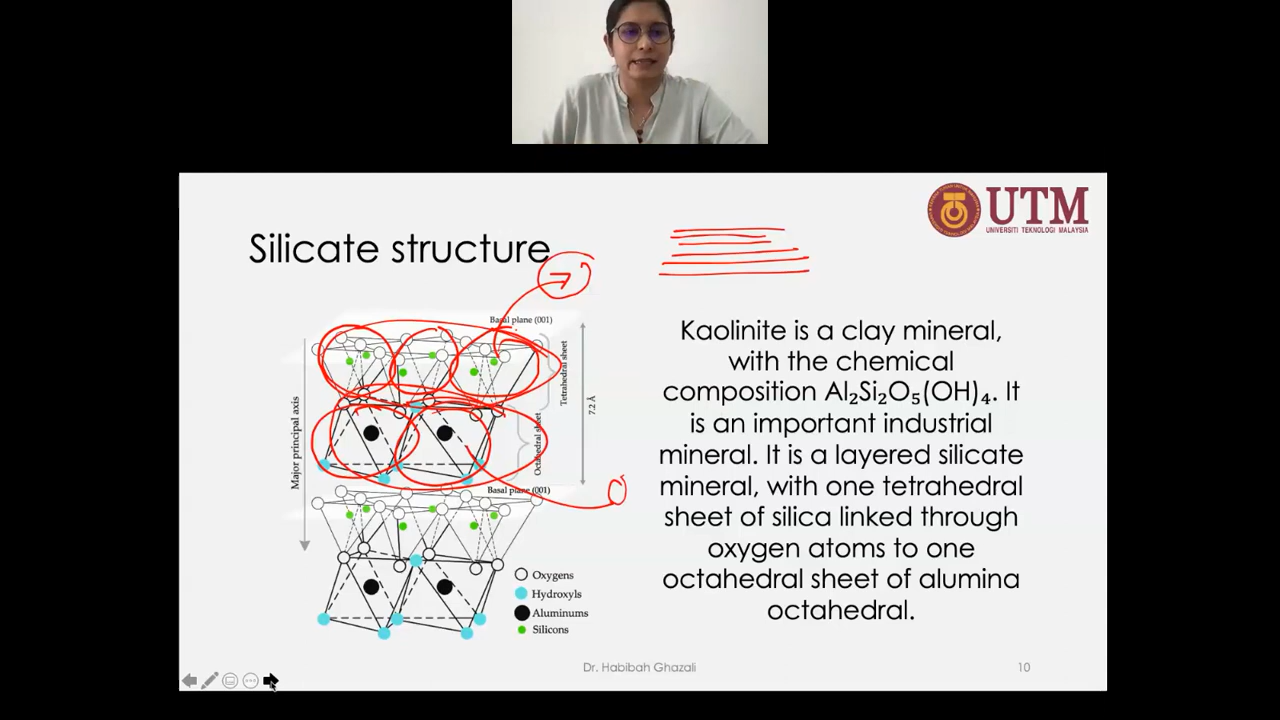 UTM
UNIVERSITI TEKNOLOGI MALAYSIA
Silicate structure
Basal plane (001)
Tetrahedral sheet
7.2 Å
Major principal axis
Octahedral sheet
Basal plane (001)
Oxygens
Hydroxyls
Aluminums
Silicons
Kaolinite is a clay mineral,
with the chemical
composition Al₂Si₂O₅(OH)₄. It
is an important industrial
mineral. It is a layered silicate
mineral, with one tetrahedral
sheet of silica linked through
oxygen atoms to one
octahedral sheet of alumina
octahedral.
Dr. Habibah Ghazali
10